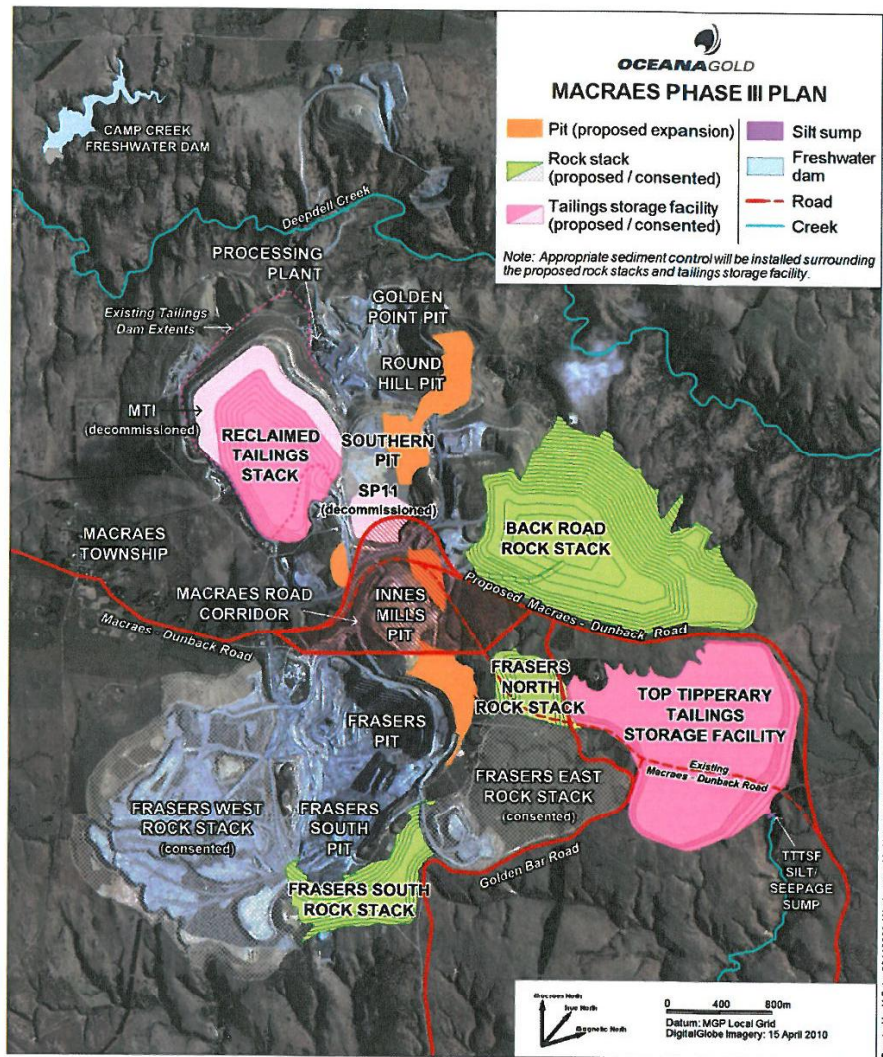 OCEANAGOLD
MACRAES PHASE III PLAN
Pit (proposed expansion)
Rock stack
(proposed / consented)
Tailings storage facility
(proposed / consented)
Silt sump
Freshwater
dam
Road
Creek
Note: Appropriate sediment control will be installed surrounding
the proposed rock stacks and tailings storage facility.
CAMP CREEK
FRESHWATER DAM
Deepdell Creek
PROCESSING
PLANT
Existing Tailings
Dam Extents
GOLDEN
POINT PIT
ROUND
HILL PIT
MTI
(decommissioned)
RECLAIMED
TAILINGS
STACK
SOUTHERN
PIT
SP11
(decommissioned)
BACK ROAD
ROCK STACK
MACRAES
TOWNSHIP
MACRAES ROAD
CORRIDOR
INNES
MILLS
PIT
Proposed Macraes - Dunback Road
Macraes - Dunback Road
FRASERS
NORTH
ROCK STACK
TOP TIPPERARY
TAILINGS
STORAGE FACILITY
FRASERS
PIT
Existing
Macraes - Dunback Road
FRASERS EAST
ROCK STACK
(consented)
FRASERS WEST
ROCK STACK
(consented)
FRASERS
SOUTH
PIT
Golden Bar Road
TTTSF
SILT/
SEEPAGE
SUMP
FRASERS SOUTH
ROCK STACK
Macraes North
True North
Magnetic North
0 400 800m
Datum: MGP Local Grid
DigitalGlobe Imagery: 15 April 2010